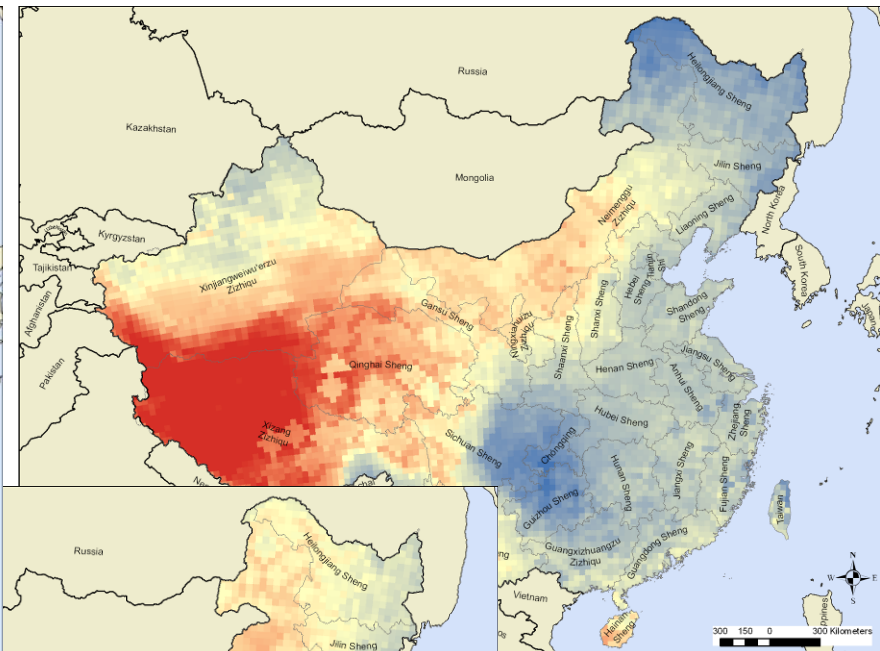 Russia
Heilongjiang Sheng
Kazakhstan
Mongolia
Jilin Sheng
Neimenggu
Zizhiqu
Liaoning Sheng
North Korea
Kyrgyzstan
South Korea
Tajikistan
Xinjiangweiwu'erzu
Zizhiqu
Hebei
Sheng
Tianjin
Shi
Afghanistan
Gansu Sheng
Shanxi Sheng
Shandong
Sheng
Pakistan
Zizhiqu
Shaanxi Sheng
Qinghai Sheng
Henan Sheng
Jiangsu Sheng
Anhui Sheng
Xizang
Zizhiqu
Sichuan Sheng
Chongqing
Hubei Sheng
Zhejiang
Sheng
Hunan Sheng
Jiangxi Sheng
Fujian Sheng
Guizhou Sheng
Taiwan
Guangxizhuangzu
Zizhiqu
Guangdong Sheng
Vietnam
Hainan
Sheng
N
W E
S
300 150 0 300 Kilometers
Russia
Heilongjiang Sheng
Jilin Sheng